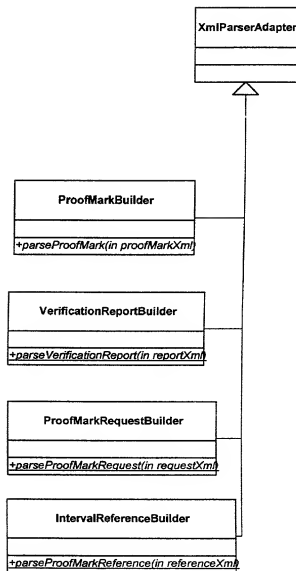 XmlParserAdapter
ProofMarkBuilder
+parseProofMark(in proofMarkXml)
VerificationReportBuilder
+parseVerificationReport(in reportXml)
ProofMarkRequestBuilder
+parseProofMarkRequest(in requestXml)
IntervalReferenceBuilder
+parseProofMarkReference(in referenceXml)